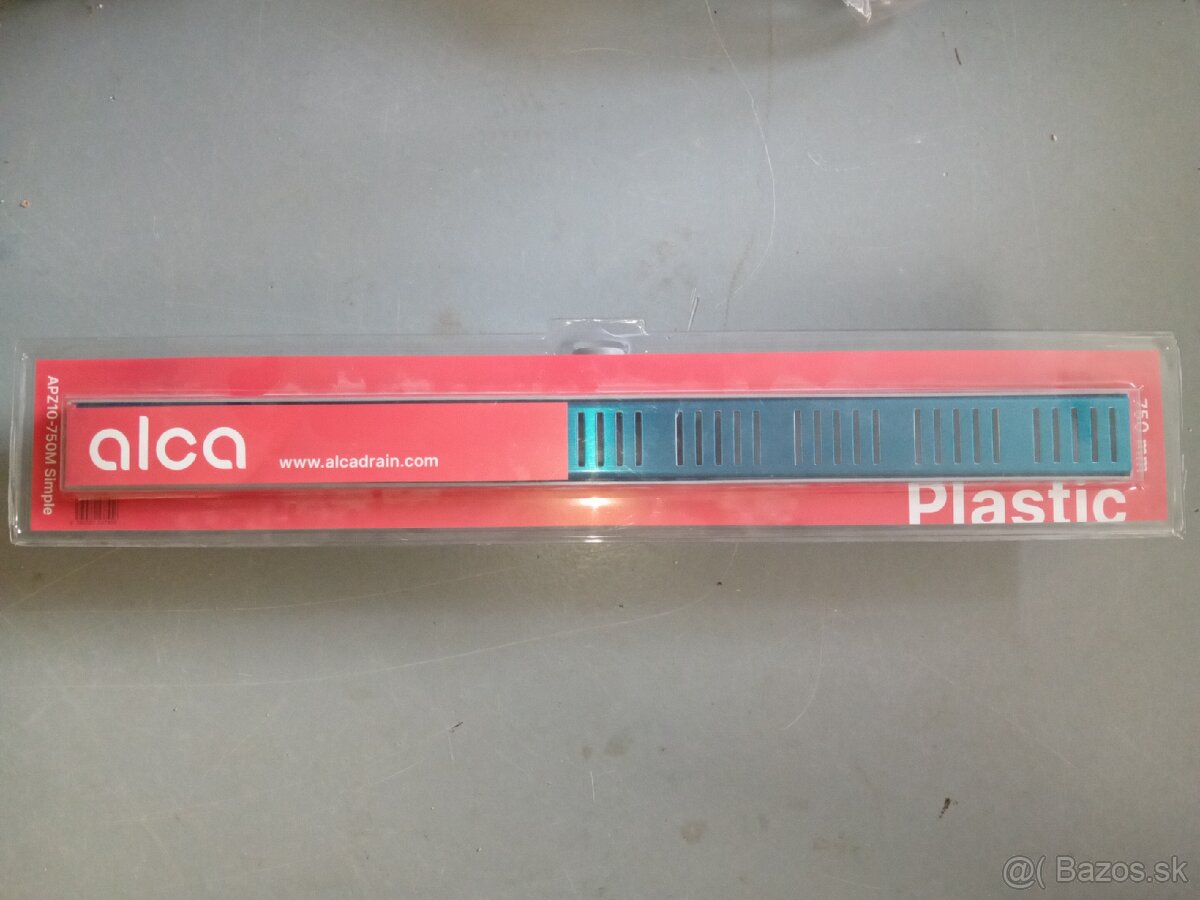 APZ10-750M Simple
alca
www.alcadrain.com
750 mm
Plastic
@( Bazos.sk